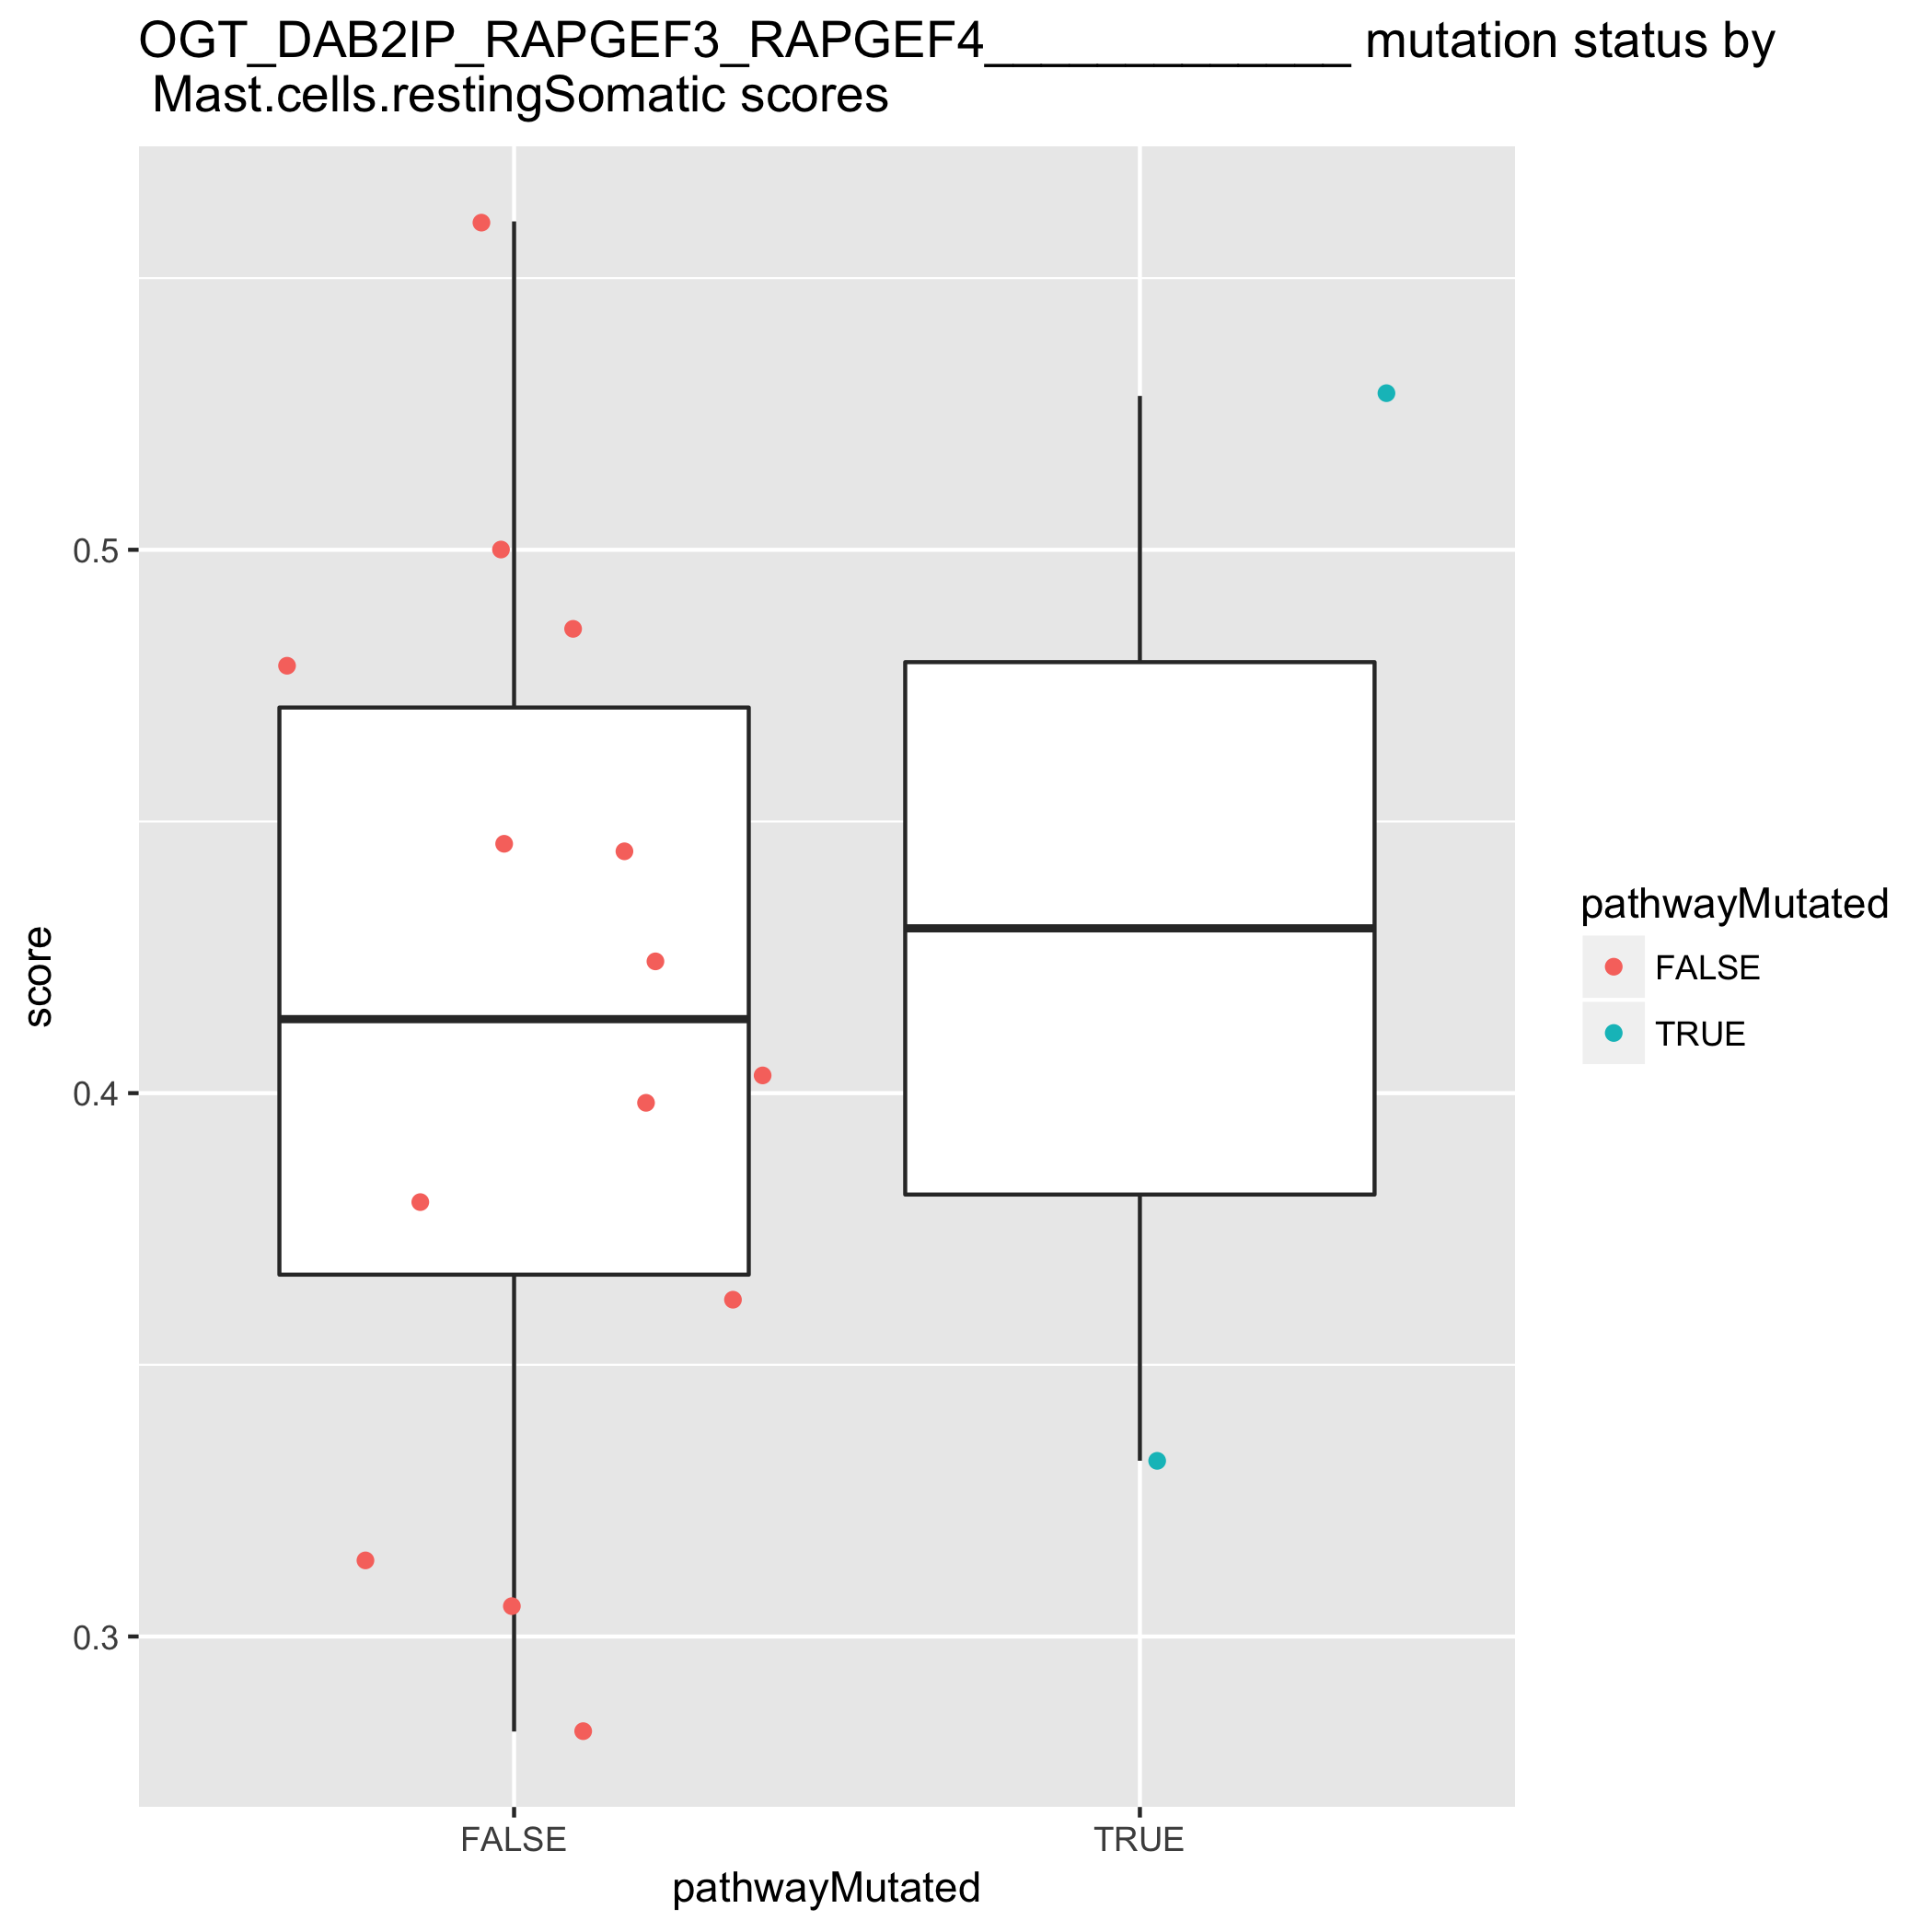 OGT_DAB2IP_RAPGEF3_RAPGEF4_____________ mutation status by
Mast.cells.restingSomatic scores
0.5
0.4
0.3
score
FALSE
TRUE
pathwayMutated
pathwayMutated
FALSE
TRUE